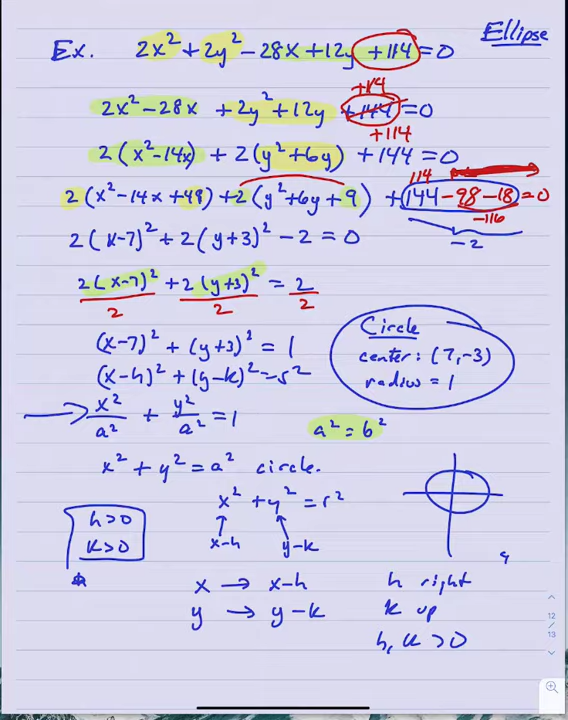 Ellipse
Ex. 2x² + 2y² - 28x + 12y +114 = 0
+114
2x² - 28x + 2y² + 12y +144 = 0
+114
2(x² - 14x) + 2(y² + 6y) + 144 = 0
114
2(x² - 14x + 49) + 2(y² + 6y + 9) + (144 - 98 - 18) = 0
-116
-2
2(x-7)² + 2(y+3)² - 2 = 0
2(x-7)²/2 + 2(y+3)²/2 = 2/2
(x-7)² + (y+3)² = 1
(x-h)² + (y-k)² = r²
Circle
center: (7,-3)
radius = 1
x²/a² + y²/a² = 1
a² = b²
x² + y² = a² circle.
x² + y² = r²
x-h y-k
h>0
k>0
x → x-h h right
y → y-k k up
h, k > 0
12
/
13